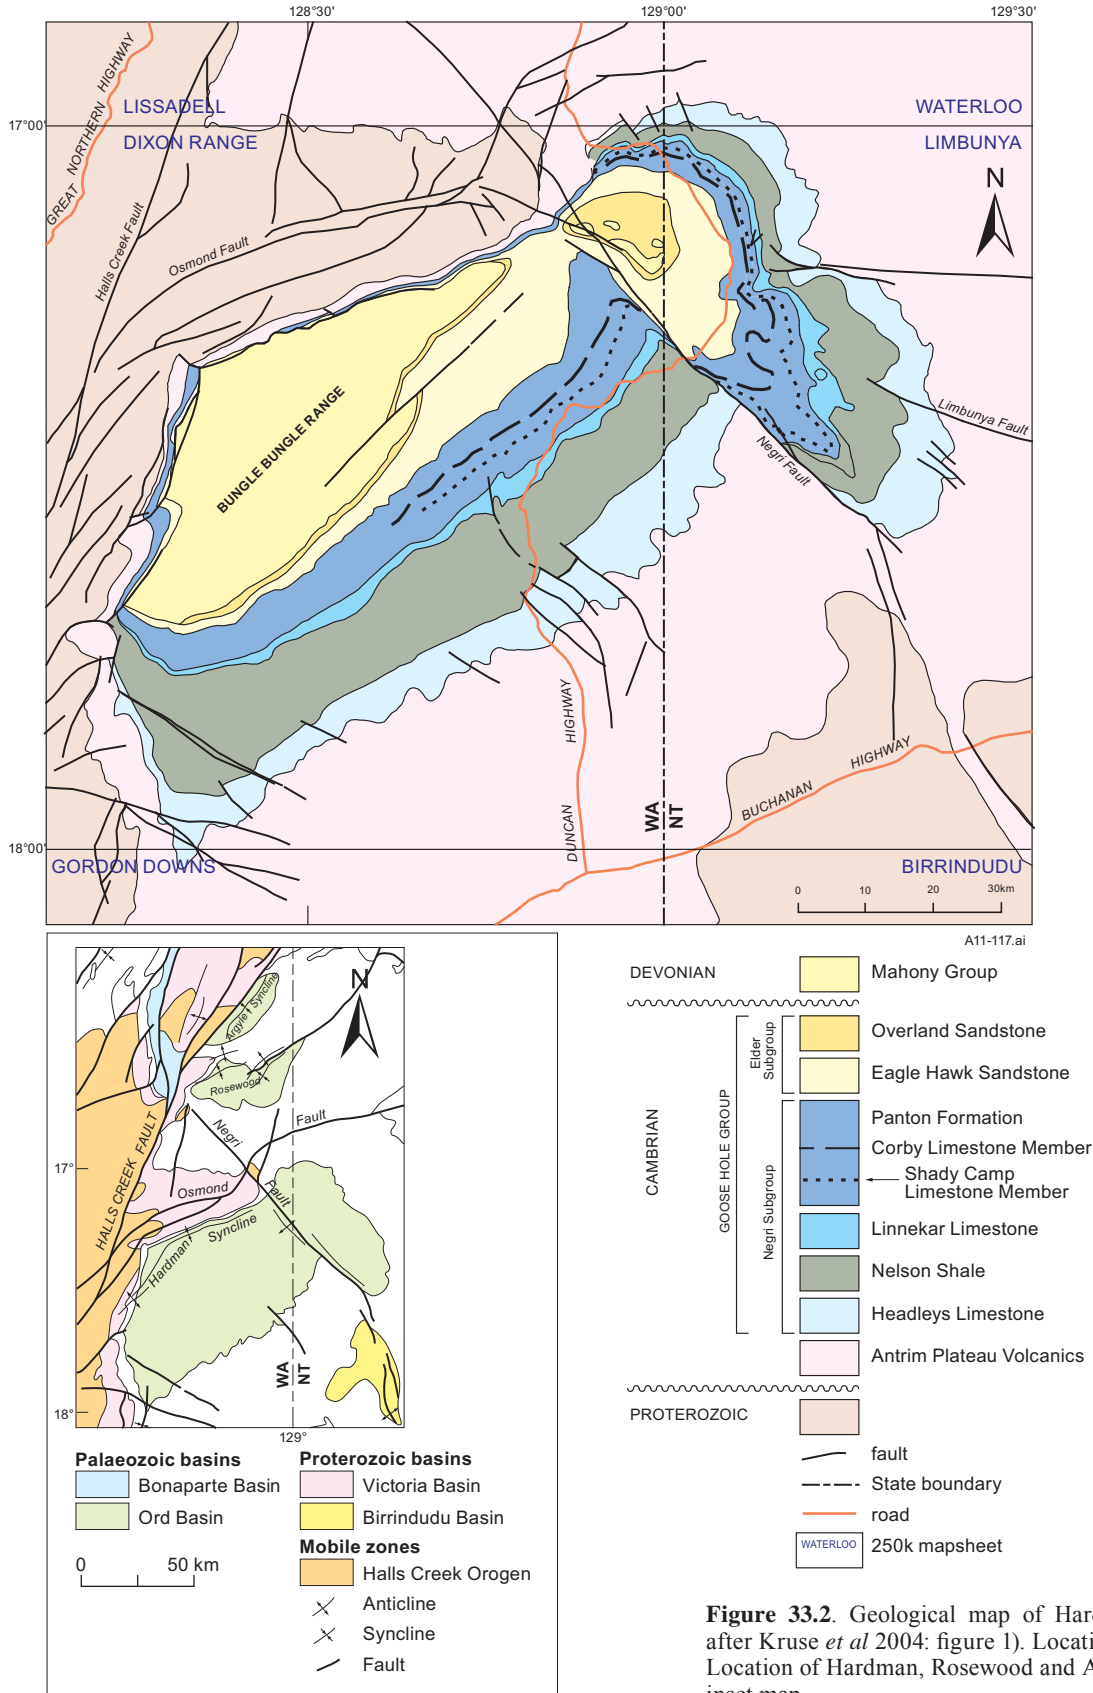 128°30'
129°00'
129°30'
GREAT NORTHERN HIGHWAY
LISSADELL
WATERLOO
17°00'
DIXON RANGE
LIMBUNYA
N
Halls Creek Fault
Osmond Fault
BUNGLE BUNGLE RANGE
Limbunya Fault
Negri Fault
DUNCAN HIGHWAY
BUCHANAN HIGHWAY
WA NT
18°00'
GORDON DOWNS
BIRRINDUDU
0 10 20 30km
A11-117.ai
N
Argyle Syncline
Rosewood
Negri Fault
Fault
HALLS CREEK FAULT
17°
Osmond
Hardman Syncline
WA NT
18°
129°
Palaeozoic basins
Bonaparte Basin
Ord Basin
0 50 km
Proterozoic basins
Victoria Basin
Birrindudu Basin
Mobile zones
Halls Creek Orogen
Anticline
Syncline
Fault
DEVONIAN
Mahony Group
CAMBRIAN
GOOSE HOLE GROUP
Elder Subgroup
Overland Sandstone
Eagle Hawk Sandstone
Negri Subgroup
Panton Formation
Corby Limestone Member
Shady Camp
Limestone Member
Linnekar Limestone
Nelson Shale
Headleys Limestone
Antrim Plateau Volcanics
PROTEROZOIC
fault
State boundary
road
WATERLOO 250k mapsheet
Figure 33.2. Geological map of Har
after Kruse et al 2004: figure 1). Locati
Location of Hardman, Rosewood and A